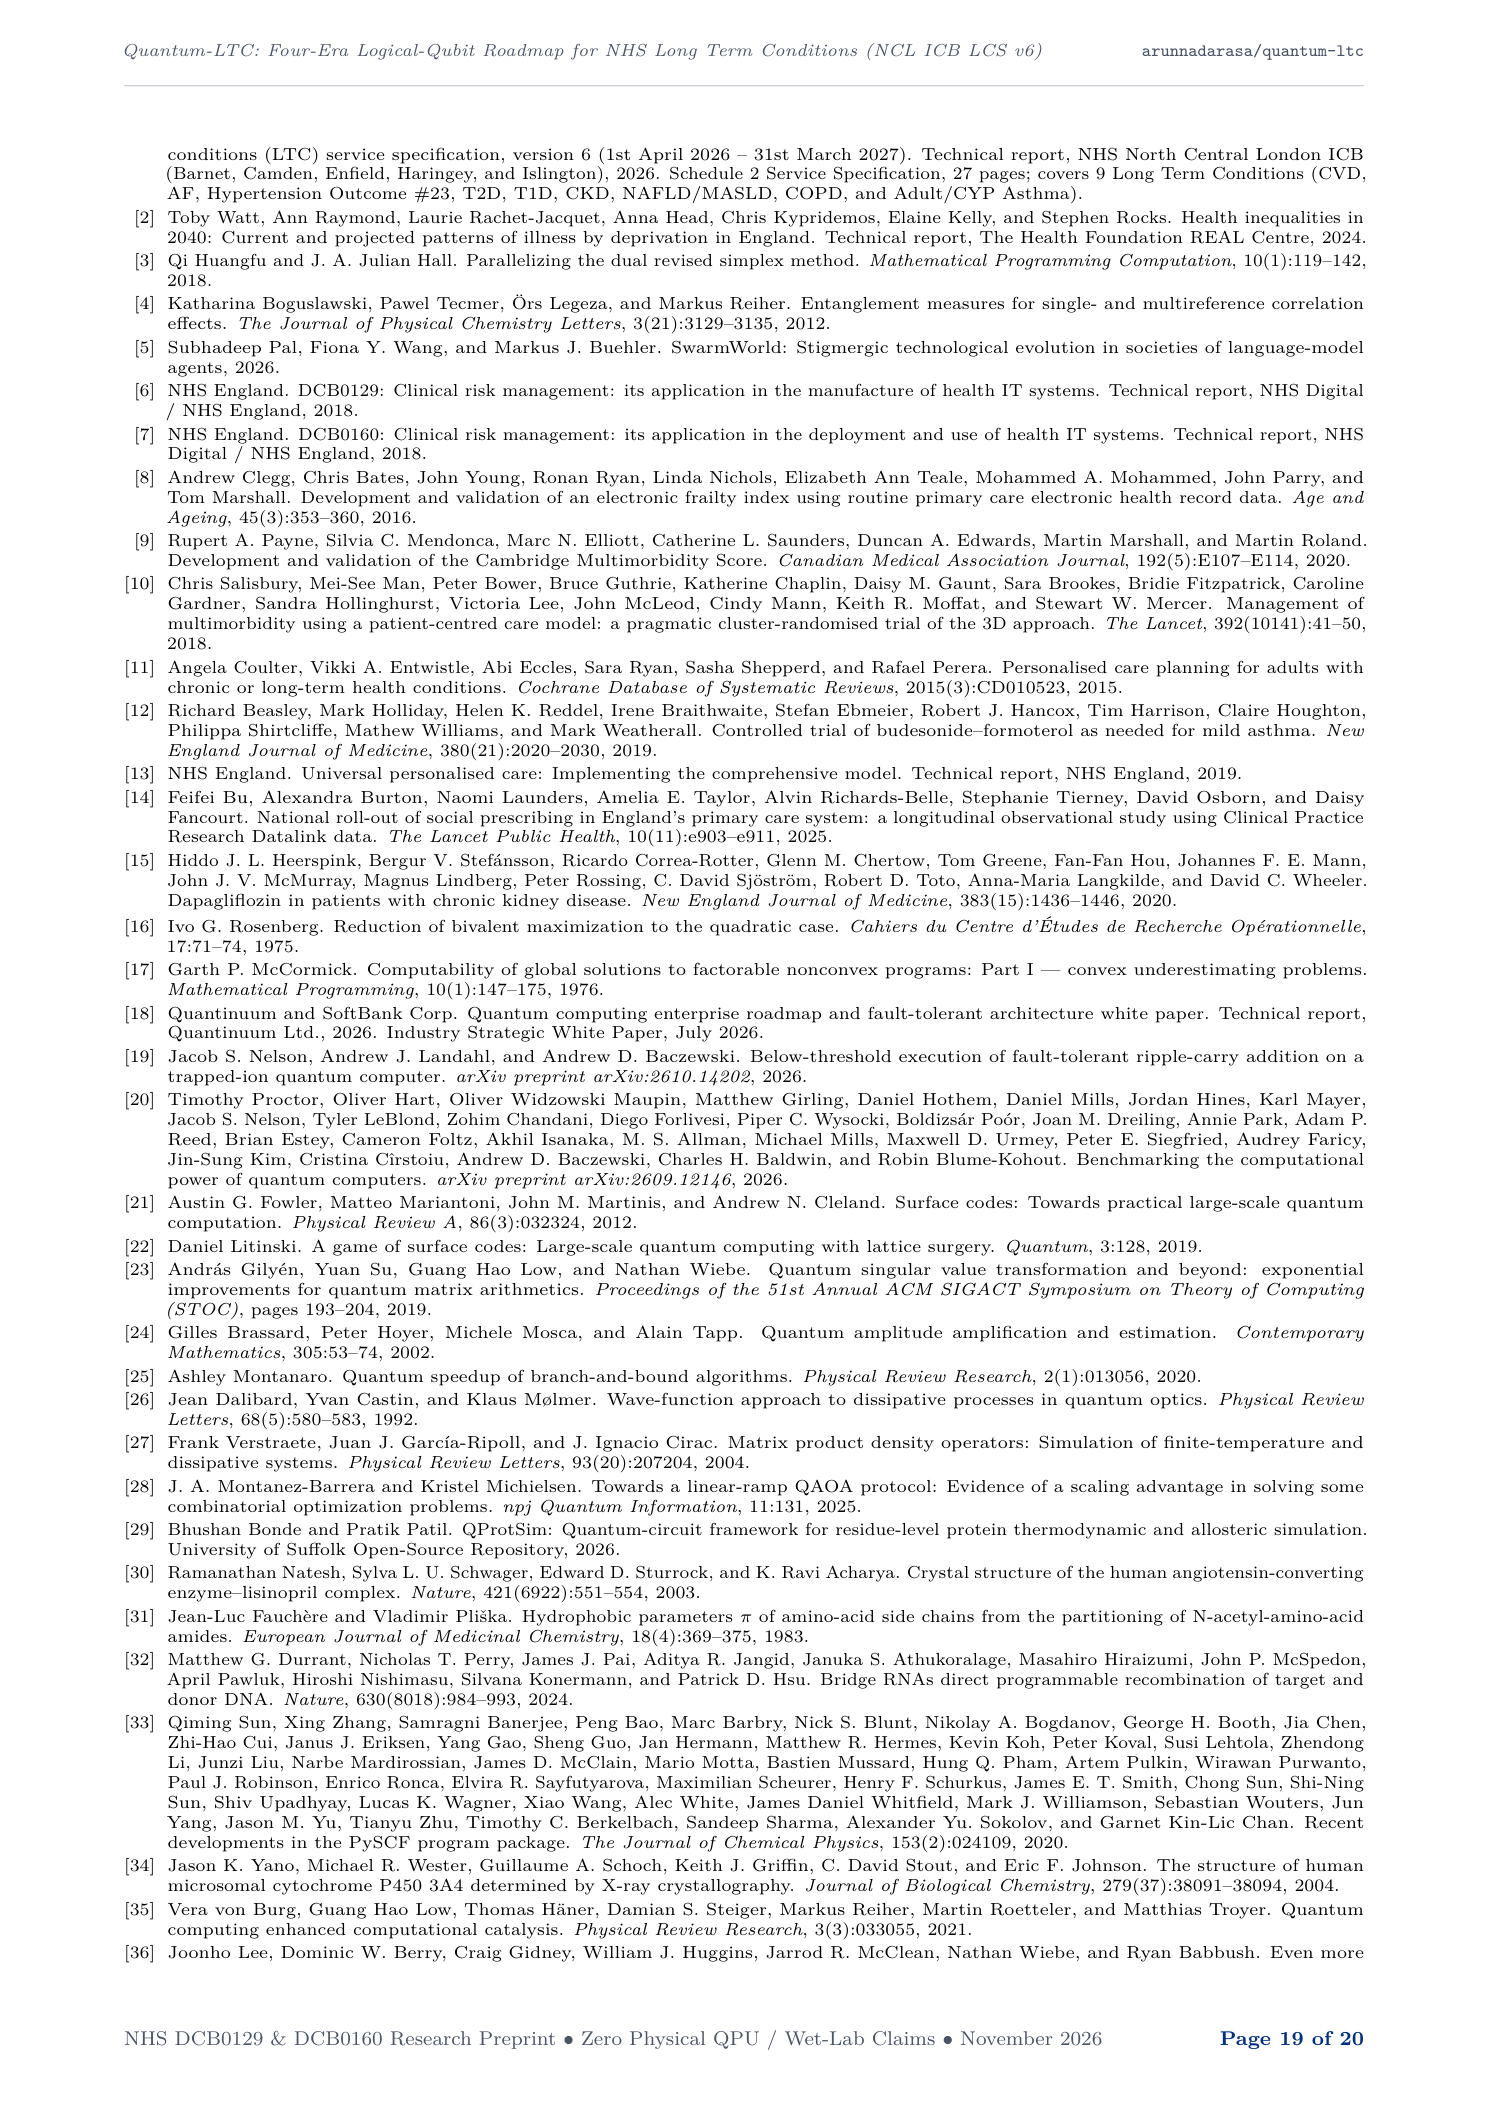 Quantum-LTC: Four-Era Logical-Qubit Roadmap for NHS Long Term Conditions (NCL ICB LCS v6) arunnadarasa/quantum-ltc
conditions (LTC) service specification, version 6 (1st April 2026 – 31st March 2027). Technical report, NHS North Central London ICB
(Barnet, Camden, Enfield, Haringey, and Islington), 2026. Schedule 2 Service Specification, 27 pages; covers 9 Long Term Conditions (CVD,
AF, Hypertension Outcome #23, T2D, T1D, CKD, NAFLD/MASLD, COPD, and Adult/CYP Asthma).
[2] Toby Watt, Ann Raymond, Laurie Rachet-Jacquet, Anna Head, Chris Kypridemos, Elaine Kelly, and Stephen Rocks. Health inequalities in
2040: Current and projected patterns of illness by deprivation in England. Technical report, The Health Foundation REAL Centre, 2024.
[3] Qi Huangfu and J. A. Julian Hall. Parallelizing the dual revised simplex method. Mathematical Programming Computation, 10(1):119–142,
2018.
[4] Katharina Boguslawski, Pawel Tecmer, Örs Legeza, and Markus Reiher. Entanglement measures for single- and multireference correlation
effects. The Journal of Physical Chemistry Letters, 3(21):3129–3135, 2012.
[5] Subhadeep Pal, Fiona Y. Wang, and Markus J. Buehler. SwarmWorld: Stigmergic technological evolution in societies of language-model
agents, 2026.
[6] NHS England. DCB0129: Clinical risk management: its application in the manufacture of health IT systems. Technical report, NHS Digital
/ NHS England, 2018.
[7] NHS England. DCB0160: Clinical risk management: its application in the deployment and use of health IT systems. Technical report, NHS
Digital / NHS England, 2018.
[8] Andrew Clegg, Chris Bates, John Young, Ronan Ryan, Linda Nichols, Elizabeth Ann Teale, Mohammed A. Mohammed, John Parry, and
Tom Marshall. Development and validation of an electronic frailty index using routine primary care electronic health record data. Age and
Ageing, 45(3):353–360, 2016.
[9] Rupert A. Payne, Silvia C. Mendonca, Marc N. Elliott, Catherine L. Saunders, Duncan A. Edwards, Martin Marshall, and Martin Roland.
Development and validation of the Cambridge Multimorbidity Score. Canadian Medical Association Journal, 192(5):E107–E114, 2020.
[10] Chris Salisbury, Mei-See Man, Peter Bower, Bruce Guthrie, Katherine Chaplin, Daisy M. Gaunt, Sara Brookes, Bridie Fitzpatrick, Caroline
Gardner, Sandra Hollinghurst, Victoria Lee, John McLeod, Cindy Mann, Keith R. Moffat, and Stewart W. Mercer. Management of
multimorbidity using a patient-centred care model: a pragmatic cluster-randomised trial of the 3D approach. The Lancet, 392(10141):41–50,
2018.
[11] Angela Coulter, Vikki A. Entwistle, Abi Eccles, Sara Ryan, Sasha Shepperd, and Rafael Perera. Personalised care planning for adults with
chronic or long-term health conditions. Cochrane Database of Systematic Reviews, 2015(3):CD010523, 2015.
[12] Richard Beasley, Mark Holliday, Helen K. Reddel, Irene Braithwaite, Stefan Ebmeier, Robert J. Hancox, Tim Harrison, Claire Houghton,
Philippa Shirtcliffe, Mathew Williams, and Mark Weatherall. Controlled trial of budesonide–formoterol as needed for mild asthma. New
England Journal of Medicine, 380(21):2020–2030, 2019.
[13] NHS England. Universal personalised care: Implementing the comprehensive model. Technical report, NHS England, 2019.
[14] Feifei Bu, Alexandra Burton, Naomi Launders, Amelia E. Taylor, Alvin Richards-Belle, Stephanie Tierney, David Osborn, and Daisy
Fancourt. National roll-out of social prescribing in England's primary care system: a longitudinal observational study using Clinical Practice
Research Datalink data. The Lancet Public Health, 10(11):e903–e911, 2025.
[15] Hiddo J. L. Heerspink, Bergur V. Stefánsson, Ricardo Correa-Rotter, Glenn M. Chertow, Tom Greene, Fan-Fan Hou, Johannes F. E. Mann,
John J. V. McMurray, Magnus Lindberg, Peter Rossing, C. David Sjöström, Robert D. Toto, Anna-Maria Langkilde, and David C. Wheeler.
Dapagliflozin in patients with chronic kidney disease. New England Journal of Medicine, 383(15):1436–1446, 2020.
[16] Ivo G. Rosenberg. Reduction of bivalent maximization to the quadratic case. Cahiers du Centre d'Études de Recherche Opérationnelle,
17:71–74, 1975.
[17] Garth P. McCormick. Computability of global solutions to factorable nonconvex programs: Part I — convex underestimating problems.
Mathematical Programming, 10(1):147–175, 1976.
[18] Quantinuum and SoftBank Corp. Quantum computing enterprise roadmap and fault-tolerant architecture white paper. Technical report,
Quantinuum Ltd., 2026. Industry Strategic White Paper, July 2026.
[19] Jacob S. Nelson, Andrew J. Landahl, and Andrew D. Baczewski. Below-threshold execution of fault-tolerant ripple-carry addition on a
trapped-ion quantum computer. arXiv preprint arXiv:2610.14202, 2026.
[20] Timothy Proctor, Oliver Hart, Oliver Widzowski Maupin, Matthew Girling, Daniel Hothem, Daniel Mills, Jordan Hines, Karl Mayer,
Jacob S. Nelson, Tyler LeBlond, Zohim Chandani, Diego Forlivesi, Piper C. Wysocki, Boldizsár Poór, Joan M. Dreiling, Annie Park, Adam P.
Reed, Brian Estey, Cameron Foltz, Akhil Isanaka, M. S. Allman, Michael Mills, Maxwell D. Urmey, Peter E. Siegfried, Audrey Faricy,
Jin-Sung Kim, Cristina Cîrstoiu, Andrew D. Baczewski, Charles H. Baldwin, and Robin Blume-Kohout. Benchmarking the computational
power of quantum computers. arXiv preprint arXiv:2609.12146, 2026.
[21] Austin G. Fowler, Matteo Mariantoni, John M. Martinis, and Andrew N. Cleland. Surface codes: Towards practical large-scale quantum
computation. Physical Review A, 86(3):032324, 2012.
[22] Daniel Litinski. A game of surface codes: Large-scale quantum computing with lattice surgery. Quantum, 3:128, 2019.
[23] András Gilyén, Yuan Su, Guang Hao Low, and Nathan Wiebe. Quantum singular value transformation and beyond: exponential
improvements for quantum matrix arithmetics. Proceedings of the 51st Annual ACM SIGACT Symposium on Theory of Computing
(STOC), pages 193–204, 2019.
[24] Gilles Brassard, Peter Hoyer, Michele Mosca, and Alain Tapp. Quantum amplitude amplification and estimation. Contemporary
Mathematics, 305:53–74, 2002.
[25] Ashley Montanaro. Quantum speedup of branch-and-bound algorithms. Physical Review Research, 2(1):013056, 2020.
[26] Jean Dalibard, Yvan Castin, and Klaus Mølmer. Wave-function approach to dissipative processes in quantum optics. Physical Review
Letters, 68(5):580–583, 1992.
[27] Frank Verstraete, Juan J. García-Ripoll, and J. Ignacio Cirac. Matrix product density operators: Simulation of finite-temperature and
dissipative systems. Physical Review Letters, 93(20):207204, 2004.
[28] J. A. Montanez-Barrera and Kristel Michielsen. Towards a linear-ramp QAOA protocol: Evidence of a scaling advantage in solving some
combinatorial optimization problems. npj Quantum Information, 11:131, 2025.
[29] Bhushan Bonde and Pratik Patil. QProtSim: Quantum-circuit framework for residue-level protein thermodynamic and allosteric simulation.
University of Suffolk Open-Source Repository, 2026.
[30] Ramanathan Natesh, Sylva L. U. Schwager, Edward D. Sturrock, and K. Ravi Acharya. Crystal structure of the human angiotensin-converting
enzyme–lisinopril complex. Nature, 421(6922):551–554, 2003.
[31] Jean-Luc Fauchère and Vladimir Pliška. Hydrophobic parameters π of amino-acid side chains from the partitioning of N-acetyl-amino-acid
amides. European Journal of Medicinal Chemistry, 18(4):369–375, 1983.
[32] Matthew G. Durrant, Nicholas T. Perry, James J. Pai, Aditya R. Jangid, Januka S. Athukoralage, Masahiro Hiraizumi, John P. McSpedon,
April Pawluk, Hiroshi Nishimasu, Silvana Konermann, and Patrick D. Hsu. Bridge RNAs direct programmable recombination of target and
donor DNA. Nature, 630(8018):984–993, 2024.
[33] Qiming Sun, Xing Zhang, Samragni Banerjee, Peng Bao, Marc Barbry, Nick S. Blunt, Nikolay A. Bogdanov, George H. Booth, Jia Chen,
Zhi-Hao Cui, Janus J. Eriksen, Yang Gao, Sheng Guo, Jan Hermann, Matthew R. Hermes, Kevin Koh, Peter Koval, Susi Lehtola, Zhendong
Li, Junzi Liu, Narbe Mardirossian, James D. McClain, Mario Motta, Bastien Mussard, Hung Q. Pham, Artem Pulkin, Wirawan Purwanto,
Paul J. Robinson, Enrico Ronca, Elvira R. Sayfutyarova, Maximilian Scheurer, Henry F. Schurkus, James E. T. Smith, Chong Sun, Shi-Ning
Sun, Shiv Upadhyay, Lucas K. Wagner, Xiao Wang, Alec White, James Daniel Whitfield, Mark J. Williamson, Sebastian Wouters, Jun
Yang, Jason M. Yu, Tianyu Zhu, Timothy C. Berkelbach, Sandeep Sharma, Alexander Yu. Sokolov, and Garnet Kin-Lic Chan. Recent
developments in the PySCF program package. The Journal of Chemical Physics, 153(2):024109, 2020.
[34] Jason K. Yano, Michael R. Wester, Guillaume A. Schoch, Keith J. Griffin, C. David Stout, and Eric F. Johnson. The structure of human
microsomal cytochrome P450 3A4 determined by X-ray crystallography. Journal of Biological Chemistry, 279(37):38091–38094, 2004.
[35] Vera von Burg, Guang Hao Low, Thomas Häner, Damian S. Steiger, Markus Reiher, Martin Roetteler, and Matthias Troyer. Quantum
computing enhanced computational catalysis. Physical Review Research, 3(3):033055, 2021.
[36] Joonho Lee, Dominic W. Berry, Craig Gidney, William J. Huggins, Jarrod R. McClean, Nathan Wiebe, and Ryan Babbush. Even more
NHS DCB0129 & DCB0160 Research Preprint • Zero Physical QPU / Wet-Lab Claims • November 2026 Page 19 of 20